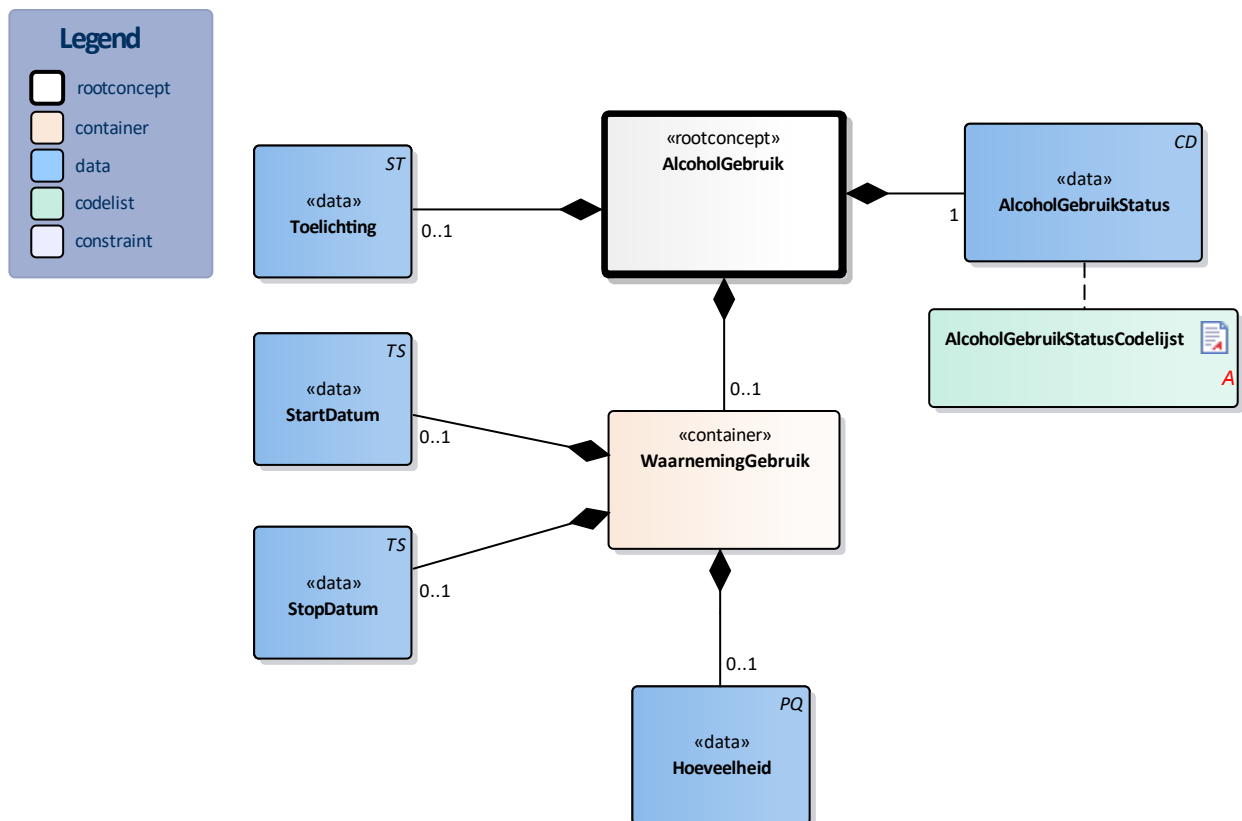 Legend
rootconcept
container
data
codelist
constraint
«rootconcept»
AlcoholGebruik
CD
«data»
AlcoholGebruikStatus
ST
«data»
Toelichting
0..1
1
AlcoholGebruikStatusCodelijst
A
TS
«data»
StartDatum
0..1
0..1
«container»
WaarnemingGebruik
TS
«data»
StopDatum
0..1
0..1
PQ
«data»
Hoeveelheid